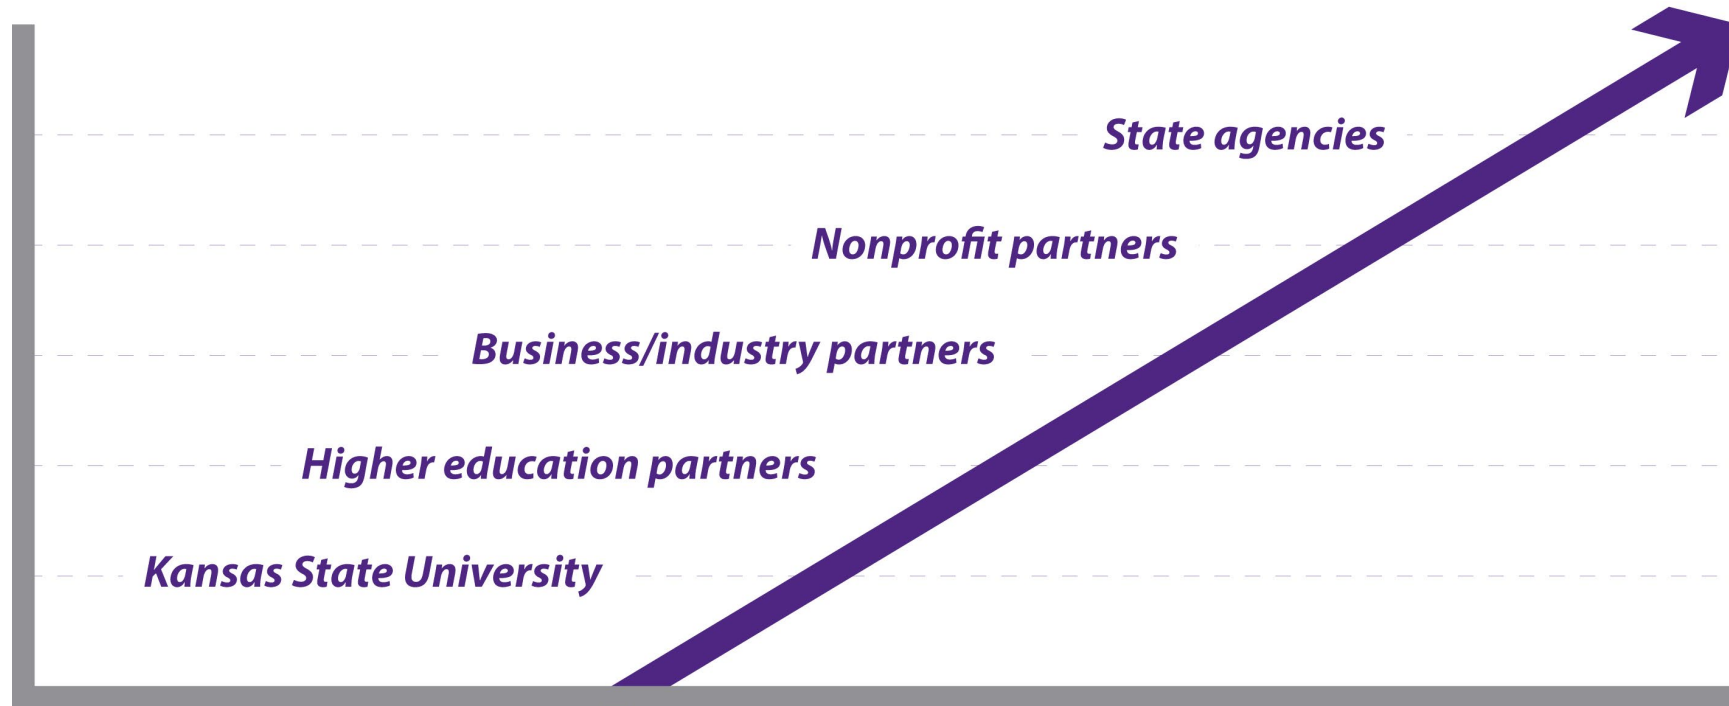 State agencies
Nonprofit partners
Business/industry partners
Higher education partners
Kansas State University